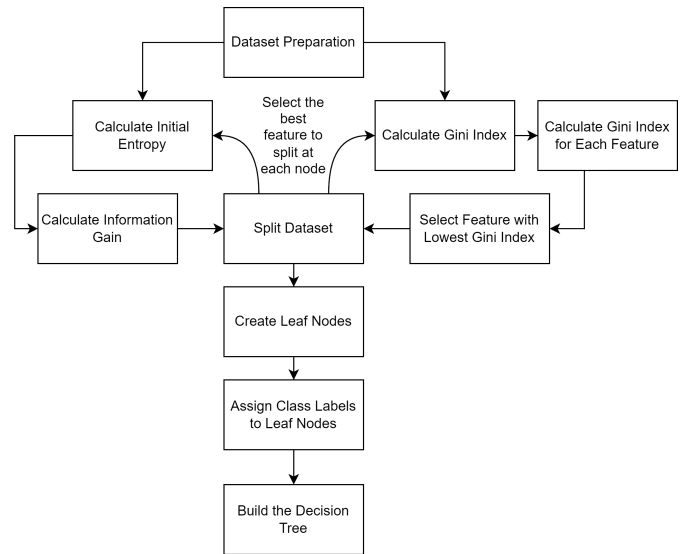 Dataset Preparation
Select the
best
feature to
split at
each node
Calculate Initial
Entropy
Calculate Gini Index
Calculate Gini Index
for Each Feature
Calculate Information
Gain
Split Dataset
Select Feature with
Lowest Gini Index
Create Leaf Nodes
Assign Class Labels
to Leaf Nodes
Build the Decision
Tree